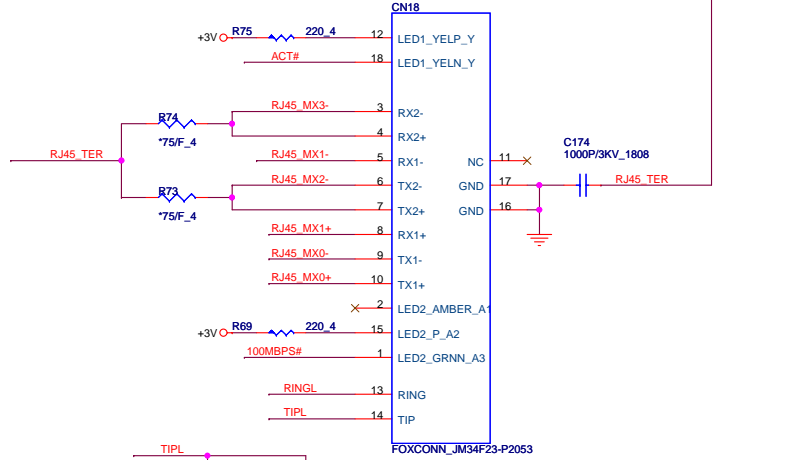 CN18
+3V R75 220_4 12 LED1_YELP_Y
ACT# 18 LED1_YELN_Y
RJ45_MX3- 3 RX2-
R74
*75/F_4
4 RX2+
C174
1000P/3KV_1808
RJ45_TER RJ45_MX1- 5 RX1- NC 11
RJ45_MX2- 6 TX2- GND 17 RJ45_TER
R73
*75/F_4
7 TX2+ GND 16
RJ45_MX1+ 8 RX1+
RJ45_MX0- 9 TX1-
RJ45_MX0+ 10 TX1+
2 LED2_AMBER_A1
+3V R69 220_4 15 LED2_P_A2
100MBPS# 1 LED2_GRNN_A3
RINGL 13 RING
TIPL 14 TIP
FOXCONN_JM34F23-P2053
TIPL